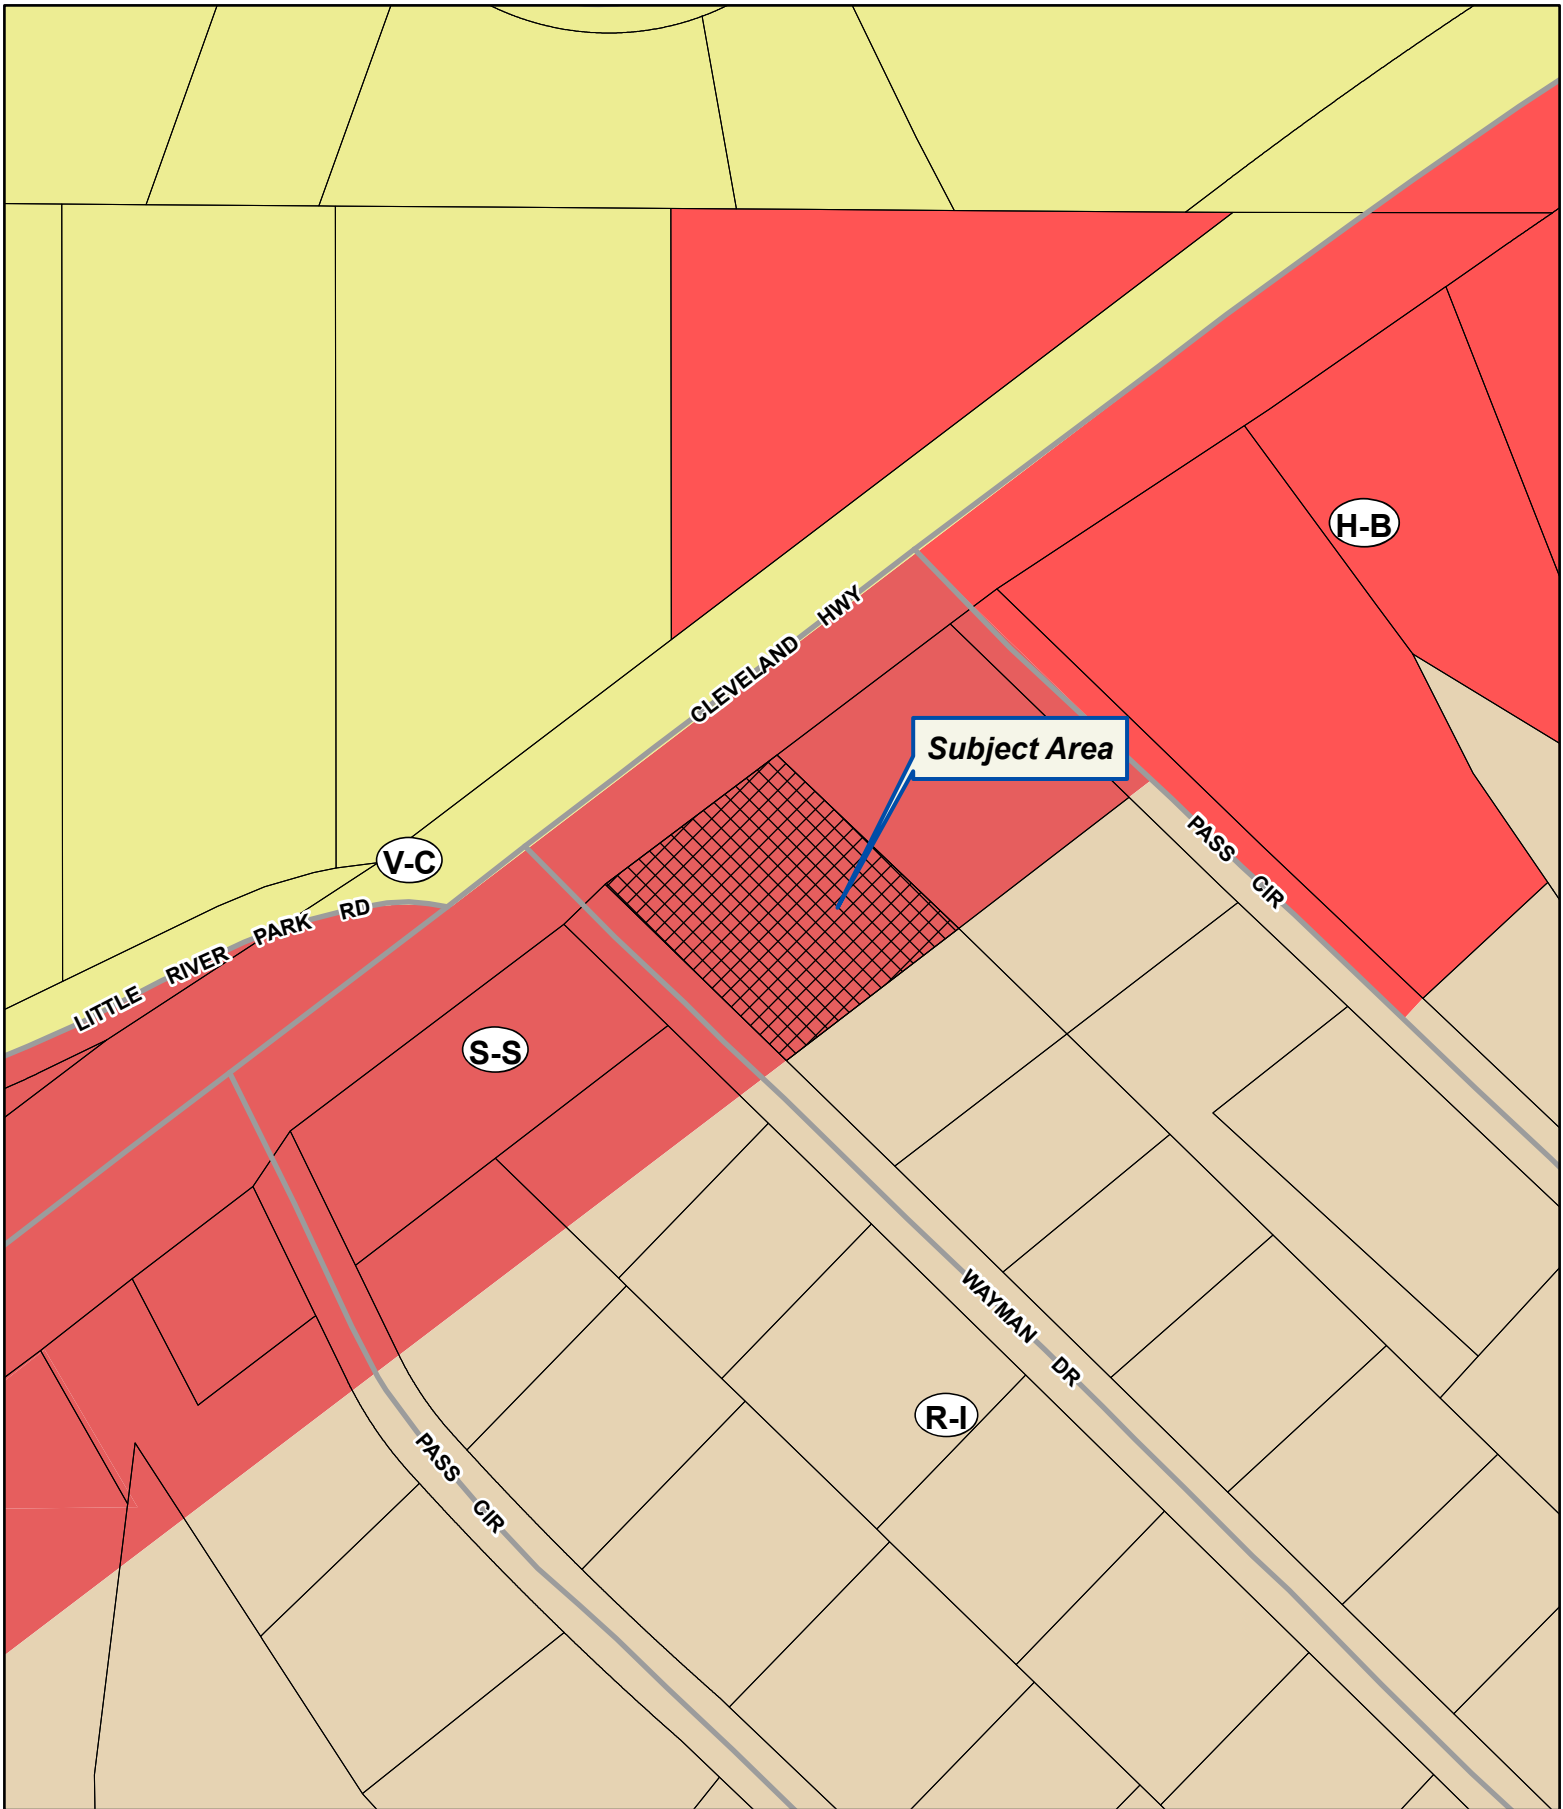 H-B
CLEVELAND HWY
Subject Area
PASS CIR
V-C
LITTLE RIVER PARK RD
S-S
WAYMAN DR
R-I
PASS CIR